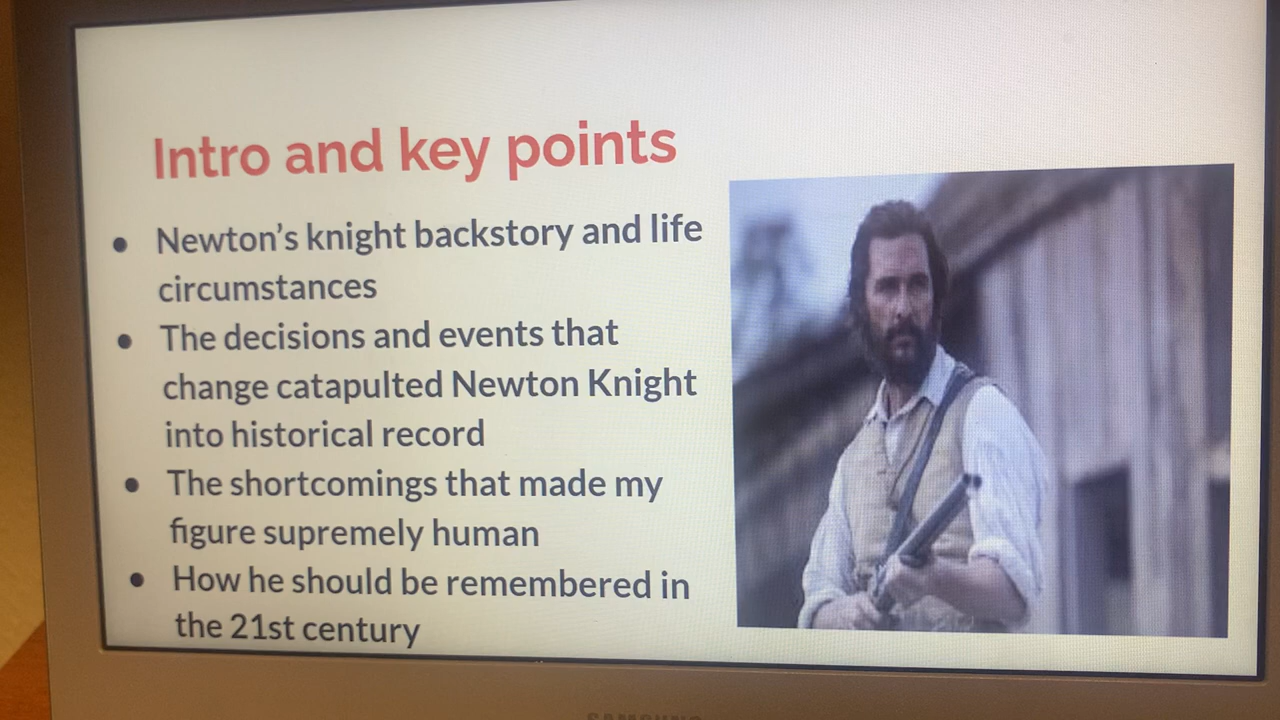 Intro and key points
● Newton's knight backstory and life
circumstances
● The decisions and events that
change catapulted Newton Knight
into historical record
● The shortcomings that made my
figure supremely human
● How he should be remembered in
the 21st century
SAMSUNG